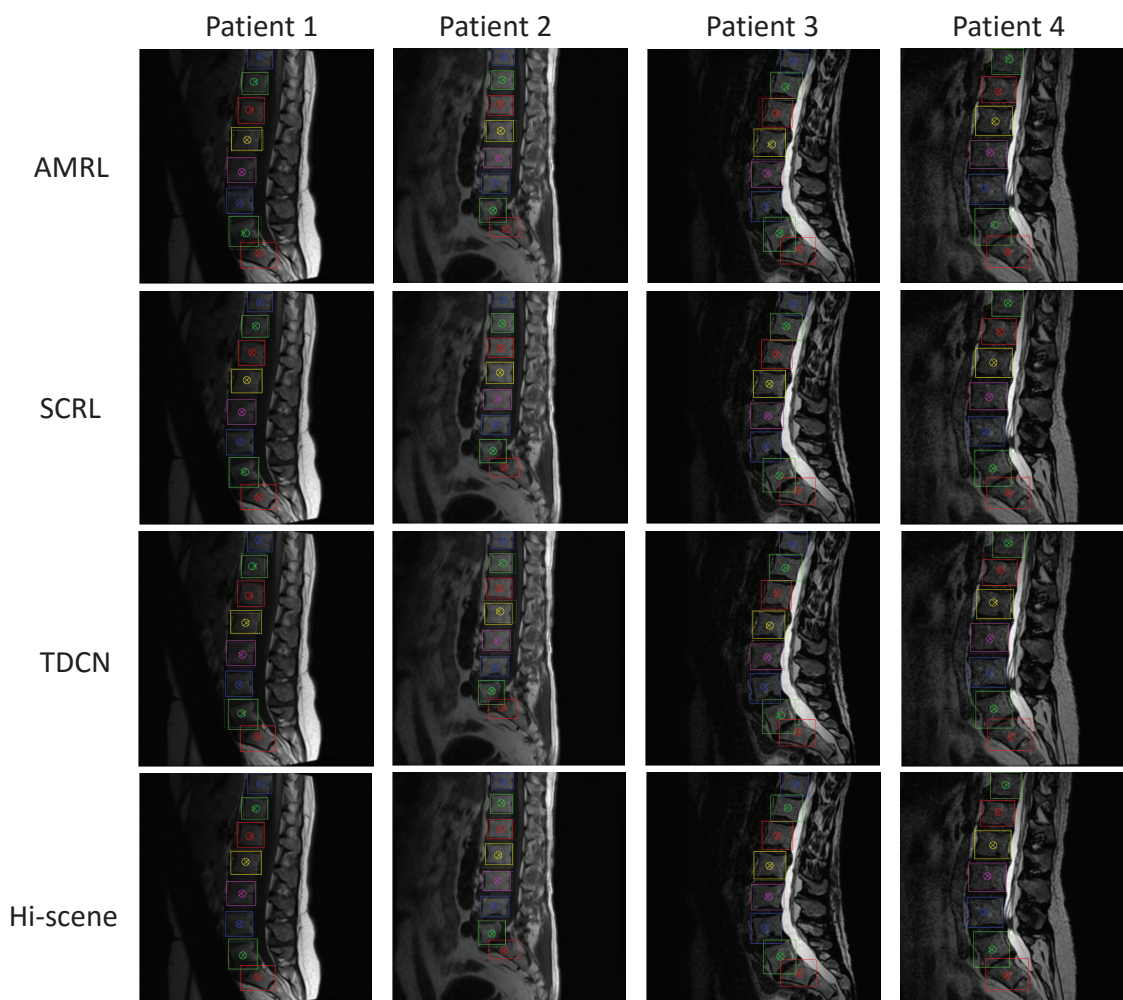 Patient 1 Patient 2 Patient 3 Patient 4
AMRL
SCRL
TDCN
Hi-scene